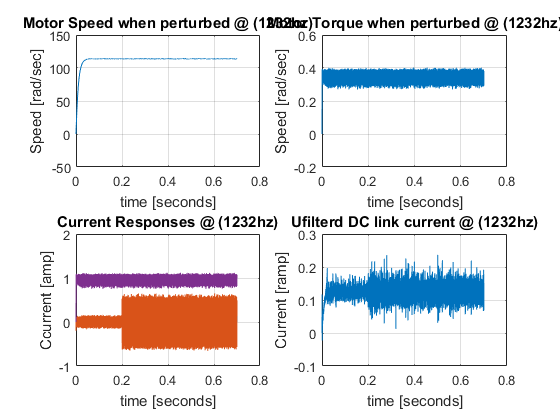 Motor Speed when perturbed @ (1232hz)
Motor Torque when perturbed @ (1232hz)
150
100
50
0
-50
Speed [rad/sec]
0 0.2 0.4 0.6 0.8
time [seconds]
0.6
0.4
0.2
0
-0.2
Speed [rad/sec]
0 0.2 0.4 0.6 0.8
time [seconds]
Current Responses @ (1232hz)
2
1
0
-1
Ccurrent [amp]
0 0.2 0.4 0.6 0.8
time [seconds]
Ufilterd DC link current @ (1232hz)
0.3
0.2
0.1
0
-0.1
Current [ramp]
0 0.2 0.4 0.6 0.8
time [seconds]